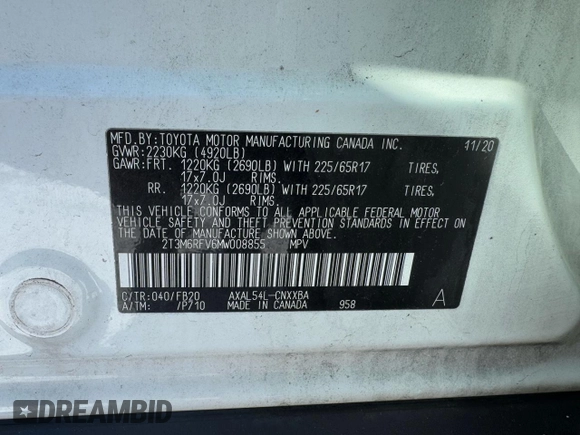 MFD.BY:TOYOTA MOTOR MANUFACTURING CANADA INC. 11/20
GVWR:2230KG (4920LB)
GAWR:FRT. 1220KG (2690LB) WITH 225/65R17 TIRES,
17x7.0J RIMS.
RR. 1220KG (2690LB) WITH 225/65R17 TIRES,
17x7.0J RIMS.
THIS VEHICLE CONFORMS TO ALL APPLICABLE FEDERAL MOTOR
VEHICLE SAFETY AND THEFT PREVENTION STANDARDS IN EFFECT ON
THE DATE OF MANUFACTURE SHOWN ABOVE.
2T3M6RFV6MW008855 MPV
C/TR:040/FB20 AXAL54L-CNXXBA A
A/TM: /P710 MADE IN CANADA 958
DREAMBID